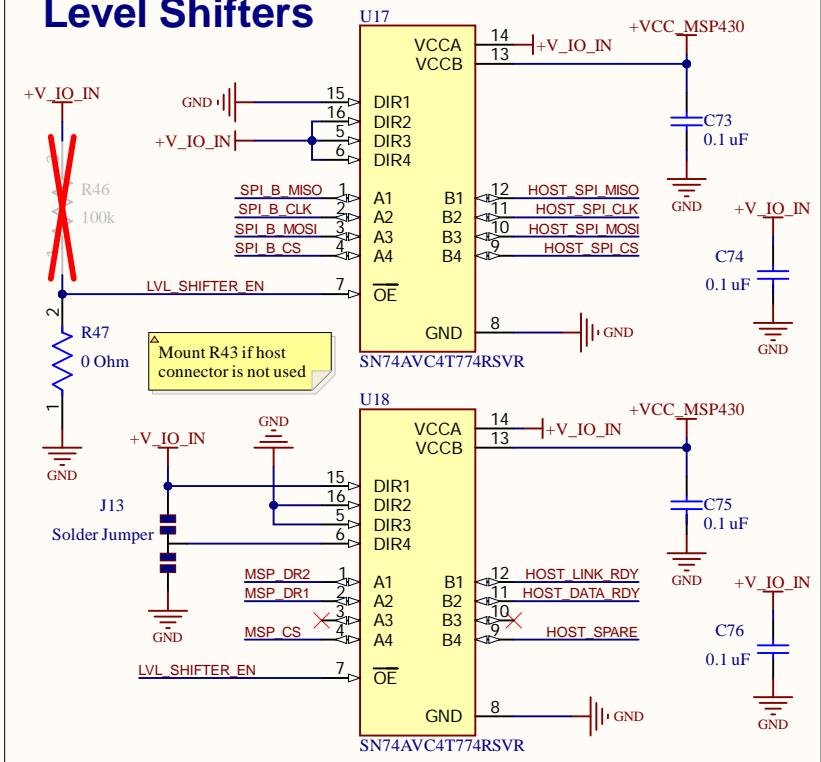 Level Shifters
U17
+V_IO_IN
R46
100k
2
1
LVL_SHIFTER_EN
2
R47
0 Ohm
1
GND
GND
+V_IO_IN
15
16
5
6
DIR1
DIR2
DIR3
DIR4
VCCA
VCCB
14
13
+V_IO_IN
+VCC_MSP430
C73
0.1 uF
GND
SPI_B_MISO 1 A1 B1 12 HOST_SPI_MISO
SPI_B_CLK 2 A2 B2 11 HOST_SPI_CLK
SPI_B_MOSI 3 A3 B3 10 HOST_SPI_MOSI
SPI_B_CS 4 A4 B4 9 HOST_SPI_CS
7 OE
GND 8 GND
SN74AVC4T774RSVR
+V_IO_IN
C74
0.1 uF
GND
Mount R43 if host
connector is not used
U18
+V_IO_IN
GND
J13
Solder Jumper
GND
15 DIR1
16 DIR2
5 DIR3
6 DIR4
VCCA 14 +V_IO_IN
VCCB 13
+VCC_MSP430
C75
0.1 uF
GND
MSP_DR2 1 A1 B1 12 HOST_LINK_RDY
MSP_DR1 2 A2 B2 11 HOST_DATA_RDY
3 A3 B3 10
MSP_CS 4 A4 B4 9 HOST_SPARE
LVL_SHIFTER_EN 7 OE
GND 8 GND
SN74AVC4T774RSVR
+V_IO_IN
C76
0.1 uF
GND